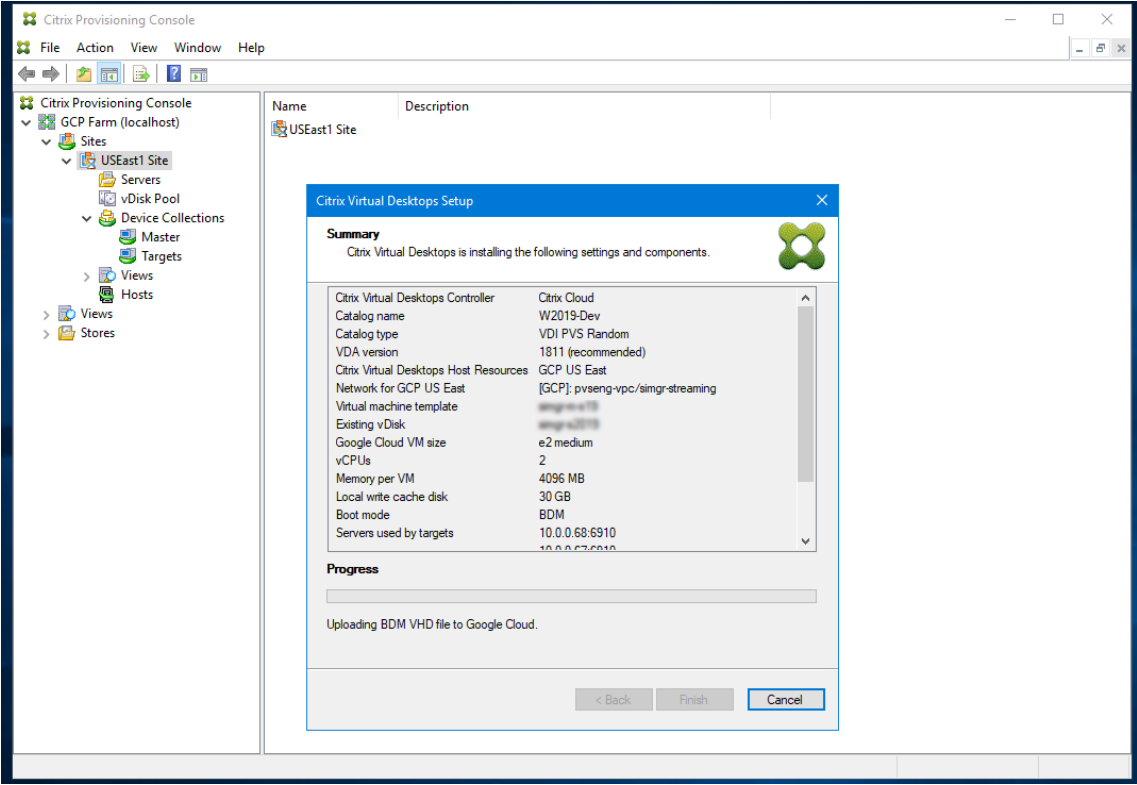 Citrix Provisioning Console
File Action View Window Help
Citrix Provisioning Console
GCP Farm (localhost)
Sites
USEast1 Site
Servers
vDisk Pool
Device Collections
Master
Targets
Views
Hosts
Views
Stores
Name Description
USEast1 Site
Citrix Virtual Desktops Setup
Summary
Citrix Virtual Desktops is installing the following settings and components.
Citrix Virtual Desktops Controller Citrix Cloud
Catalog name W2019-Dev
Catalog type VDI PVS Random
VDA version 1811 (recommended)
Citrix Virtual Desktops Host Resources GCP US East
Network for GCP US East [GCP]: pvseng-vpc/simgr-streaming
Virtual machine template
Existing vDisk
Google Cloud VM size e2 medium
vCPUs 2
Memory per VM 4096 MB
Local write cache disk 30 GB
Boot mode BDM
Servers used by targets 10.0.0.68:6910
10.0.0.67:6910
Progress
Uploading BDM VHD file to Google Cloud.
< Back Finish Cancel